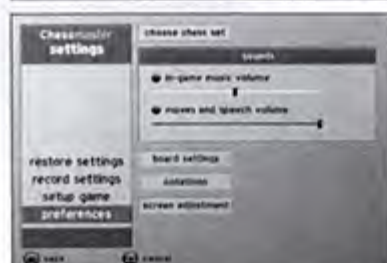 Chessmaster
settings
choose chess set
sounds
in-game music volume
moves and speech volume
restore settings
record settings
setup game
preferences
board settings
notations
screen adjustment
back
cancel